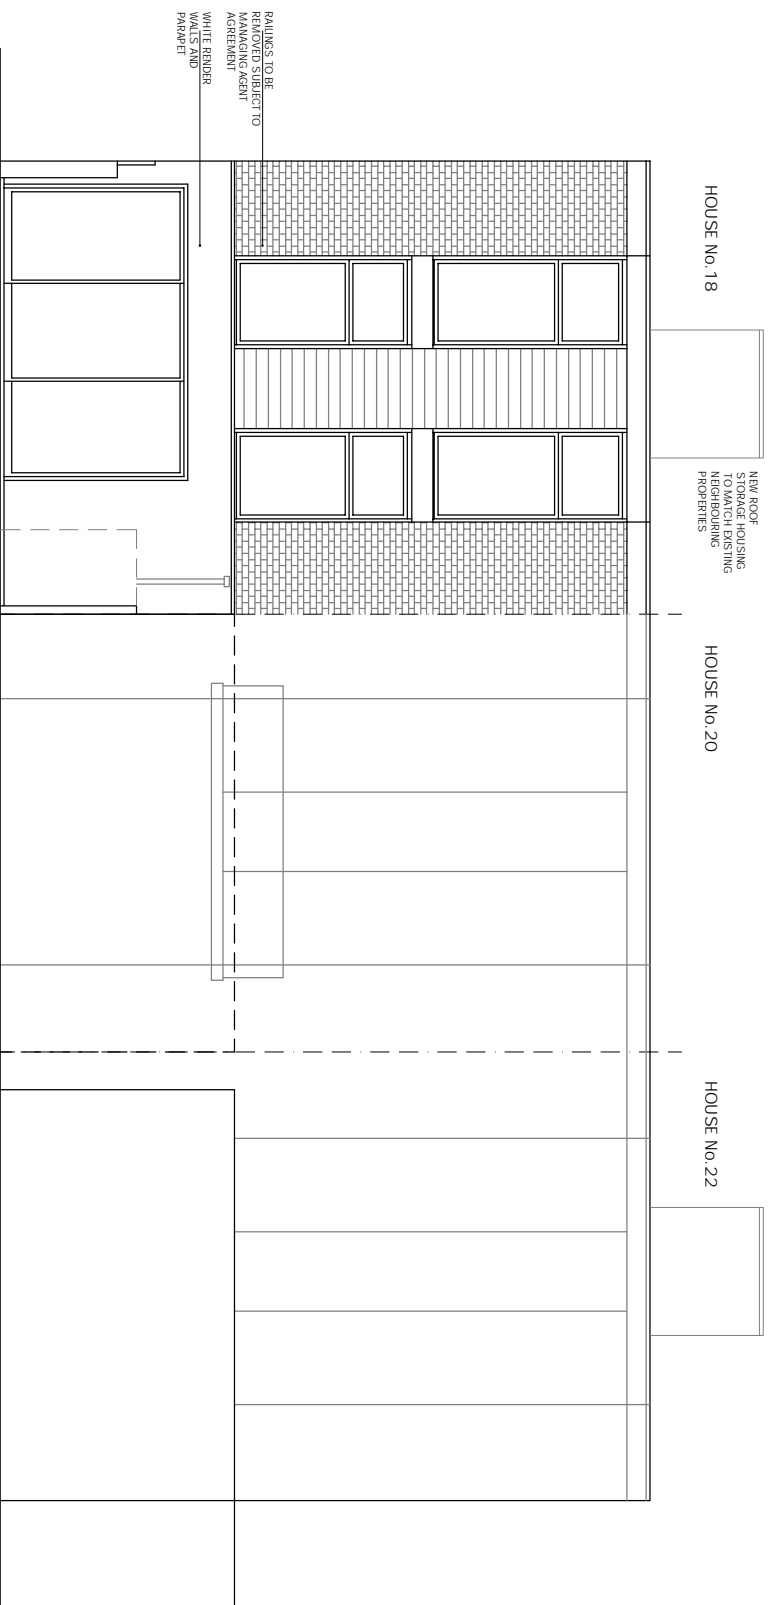 HOUSE No.18
HOUSE No.20
HOUSE No.22
NEW ROOF
STORAGE HOUSING
TO MATCH EXISTING
NEIGHBOURING
PROPERTIES
RAILINGS TO BE
REMOVED SUBJECT TO
MANAGING AGENT
AGREEMENT
WHITE RENDER
WALLS AND
PARAPET